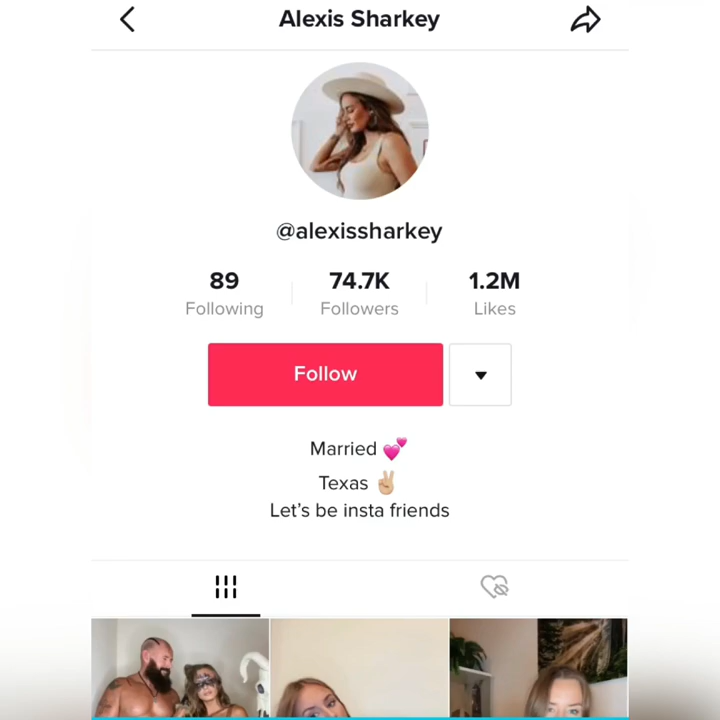 Alexis Sharkey
@alexissharkey
89
74.7K
1.2M
Following
Followers
Likes
Follow
Married 💕
Texas ✌🏼
Let's be insta friends